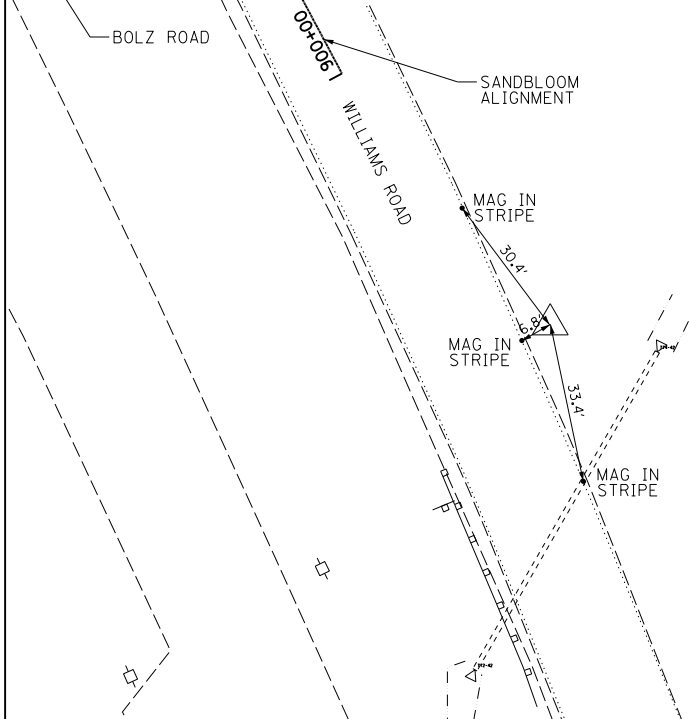 BOLZ ROAD
L 900+00
SANDBLOOM
ALIGNMENT
WILLIAMS ROAD
MAG IN
STRIPE
30.4'
6.8'
MAG IN
STRIPE
33.4'
MAG IN
STRIPE